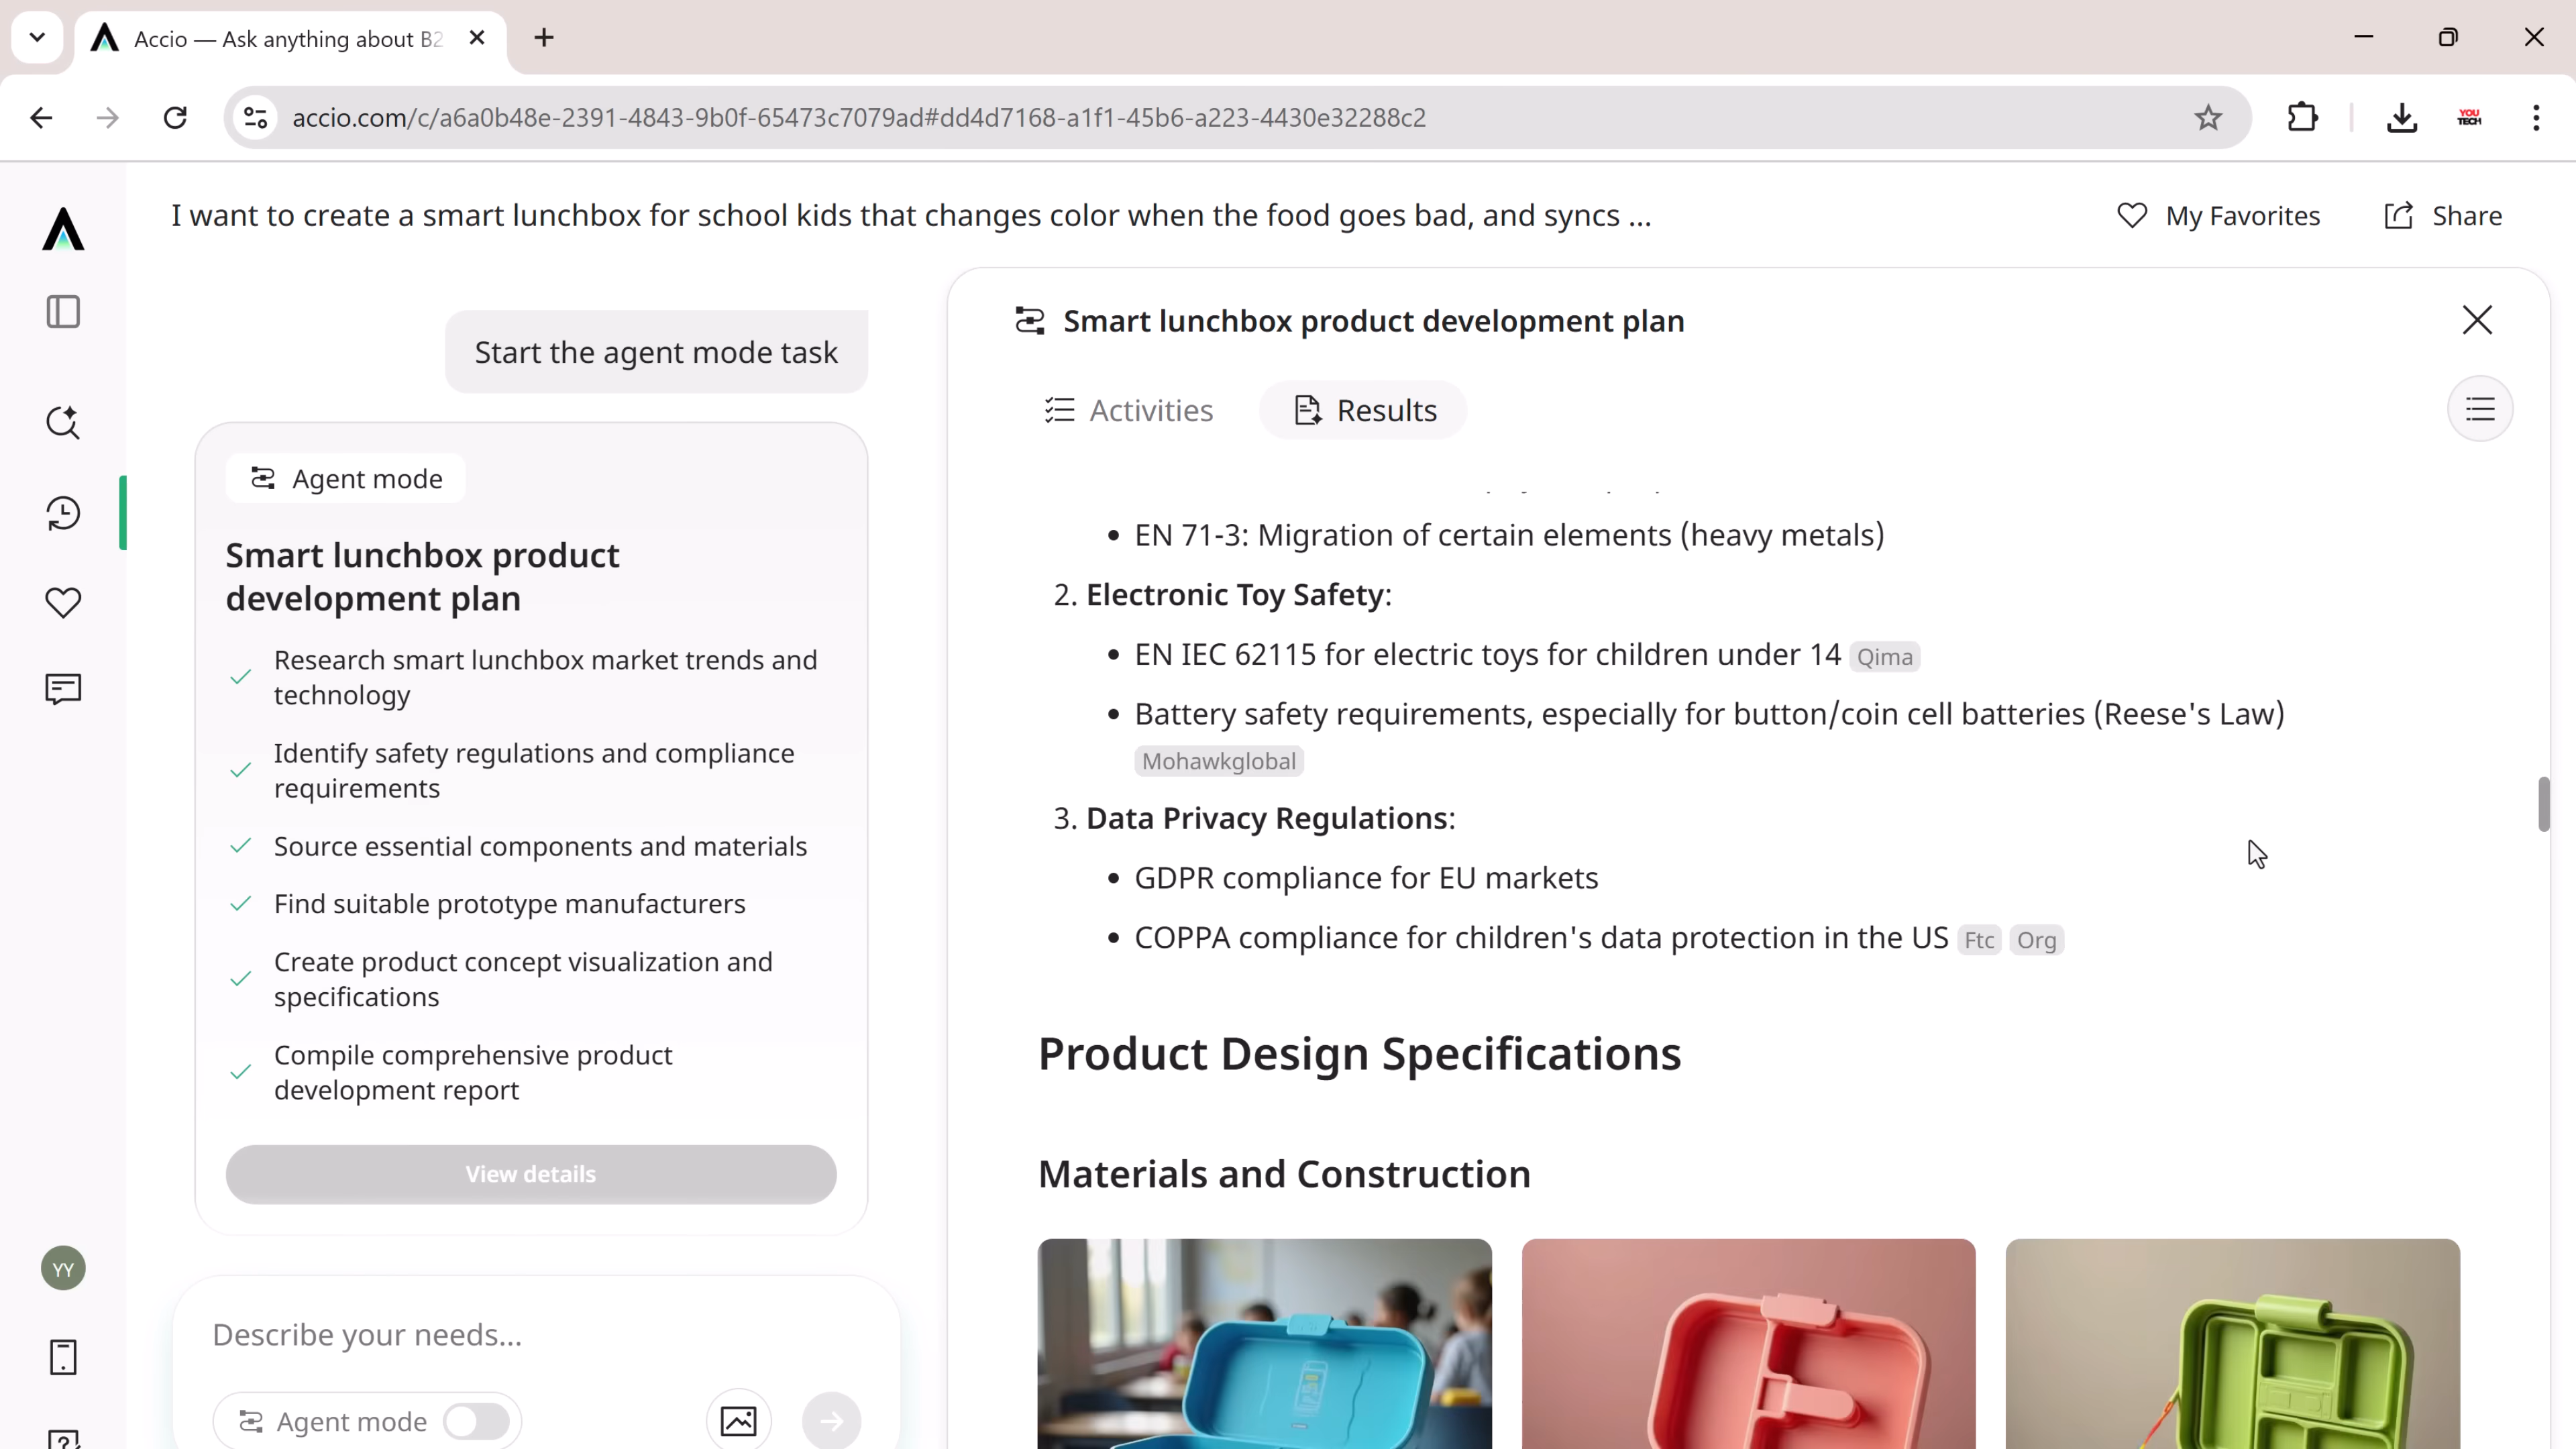 Accio — Ask anything about B2
accio.com/c/a6a0b48e-2391-4843-9b0f-65473c7079ad#dd4d7168-a1f1-45b6-a223-4430e32288c2
YOU
TECH
I want to create a smart lunchbox for school kids that changes color when the food goes bad, and syncs ...
My Favorites
Share
Start the agent mode task
Agent mode
Smart lunchbox product
development plan
Research smart lunchbox market trends and
technology
Identify safety regulations and compliance
requirements
Source essential components and materials
Find suitable prototype manufacturers
Create product concept visualization and
specifications
Compile comprehensive product
development report
View details
Describe your needs...
Agent mode
YY
Smart lunchbox product development plan
Activities
Results
• EN 71-3: Migration of certain elements (heavy metals)
2. Electronic Toy Safety:
• EN IEC 62115 for electric toys for children under 14 Qima
• Battery safety requirements, especially for button/coin cell batteries (Reese's Law)
Mohawkglobal
3. Data Privacy Regulations:
• GDPR compliance for EU markets
• COPPA compliance for children's data protection in the US Ftc Org
Product Design Specifications
Materials and Construction